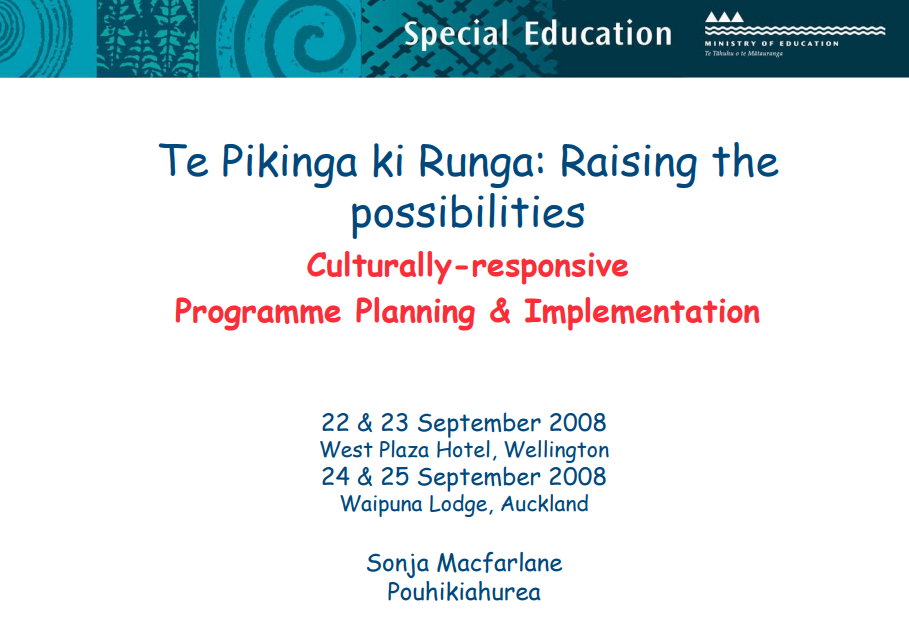 Special Education
MINISTRY OF EDUCATION
Te Tāhuhu o te Mātauranga
Te Pikinga ki Runga: Raising the
possibilities
Culturally-responsive
Programme Planning & Implementation
22 & 23 September 2008
West Plaza Hotel, Wellington
24 & 25 September 2008
Waipuna Lodge, Auckland
Sonja Macfarlane
Pouhikiahurea